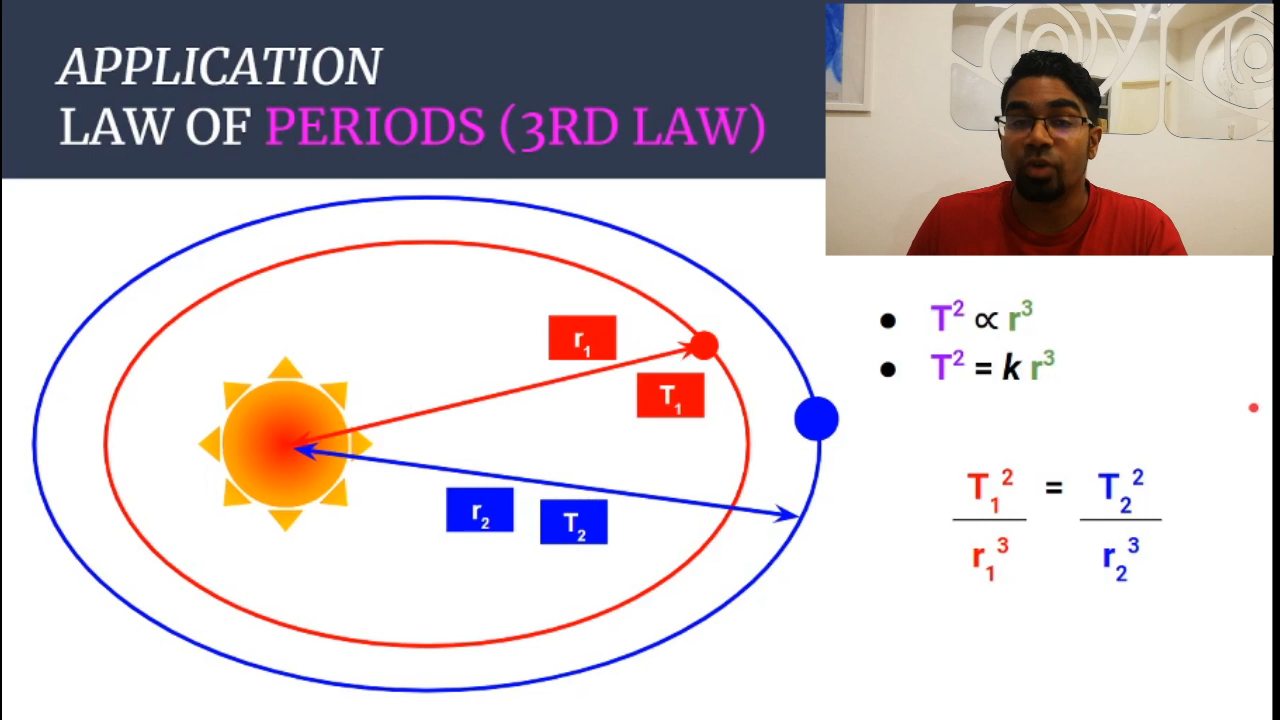 APPLICATION
LAW OF PERIODS (3RD LAW)
r₁
T₁
r₂
T₂
● T² ∝ r³
● T² = k r³
T₁² = T₂²
r₁³ r₂³